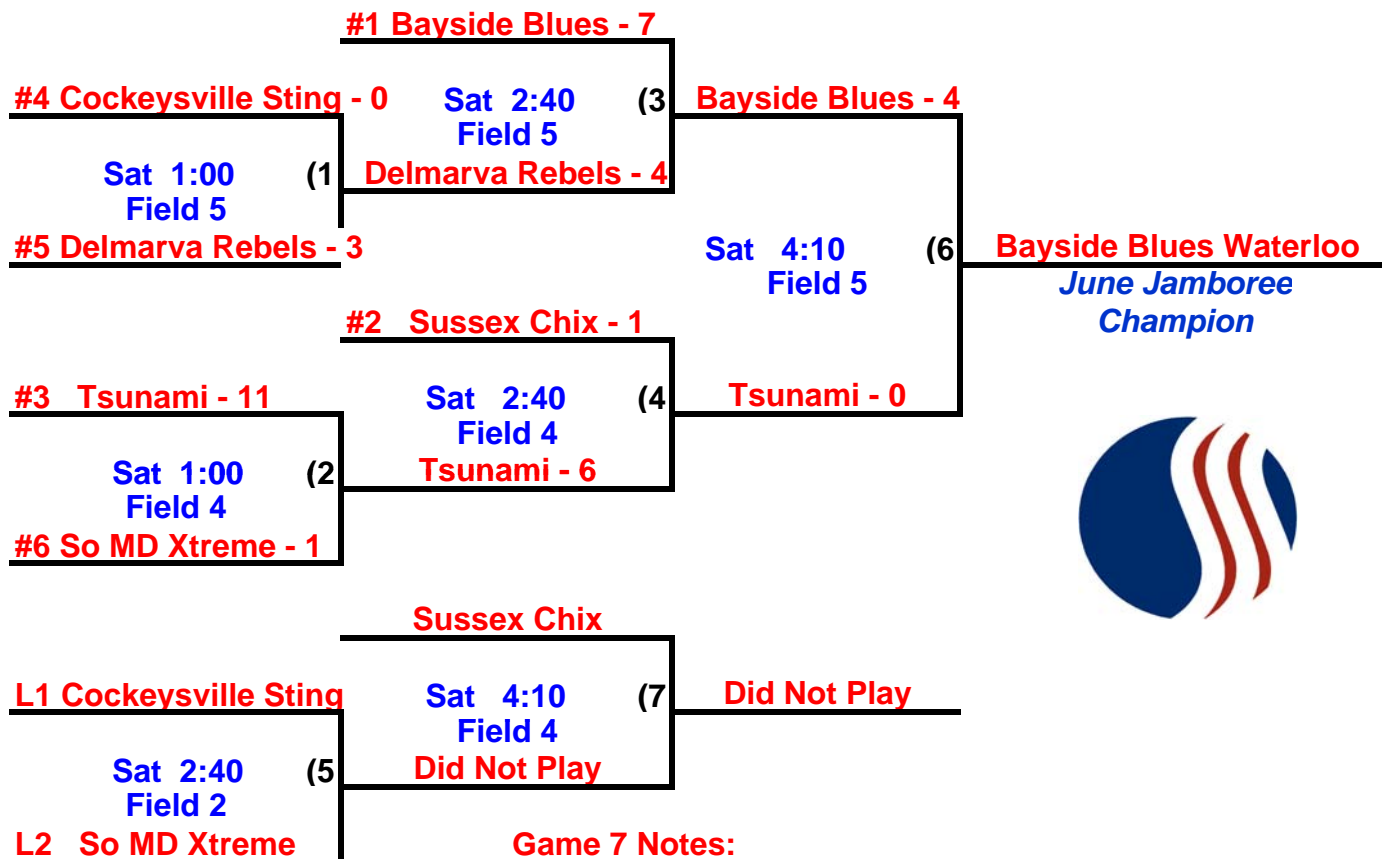 #1 Bayside Blues - 7
#4 Cockeysville Sting - 0
Sat 2:40
(3
Bayside Blues - 4
Field 5
Sat 1:00
(1
Delmarva Rebels - 4
Field 5
#5 Delmarva Rebels - 3
Sat 4:10
(6
Bayside Blues Waterloo
Field 5
June Jamboree
Champion
#2 Sussex Chix - 1
#3 Tsunami - 11
Sat 2:40
(4
Tsunami - 0
Field 4
Sat 1:00
(2
Tsunami - 6
Field 4
#6 So MD Xtreme - 1
Sussex Chix
L1 Cockeysville Sting
Sat 4:10
(7
Did Not Play
Field 4
Sat 2:40
(5
Did Not Play
Field 2
L2 So MD Xtreme
Game 7 Notes: